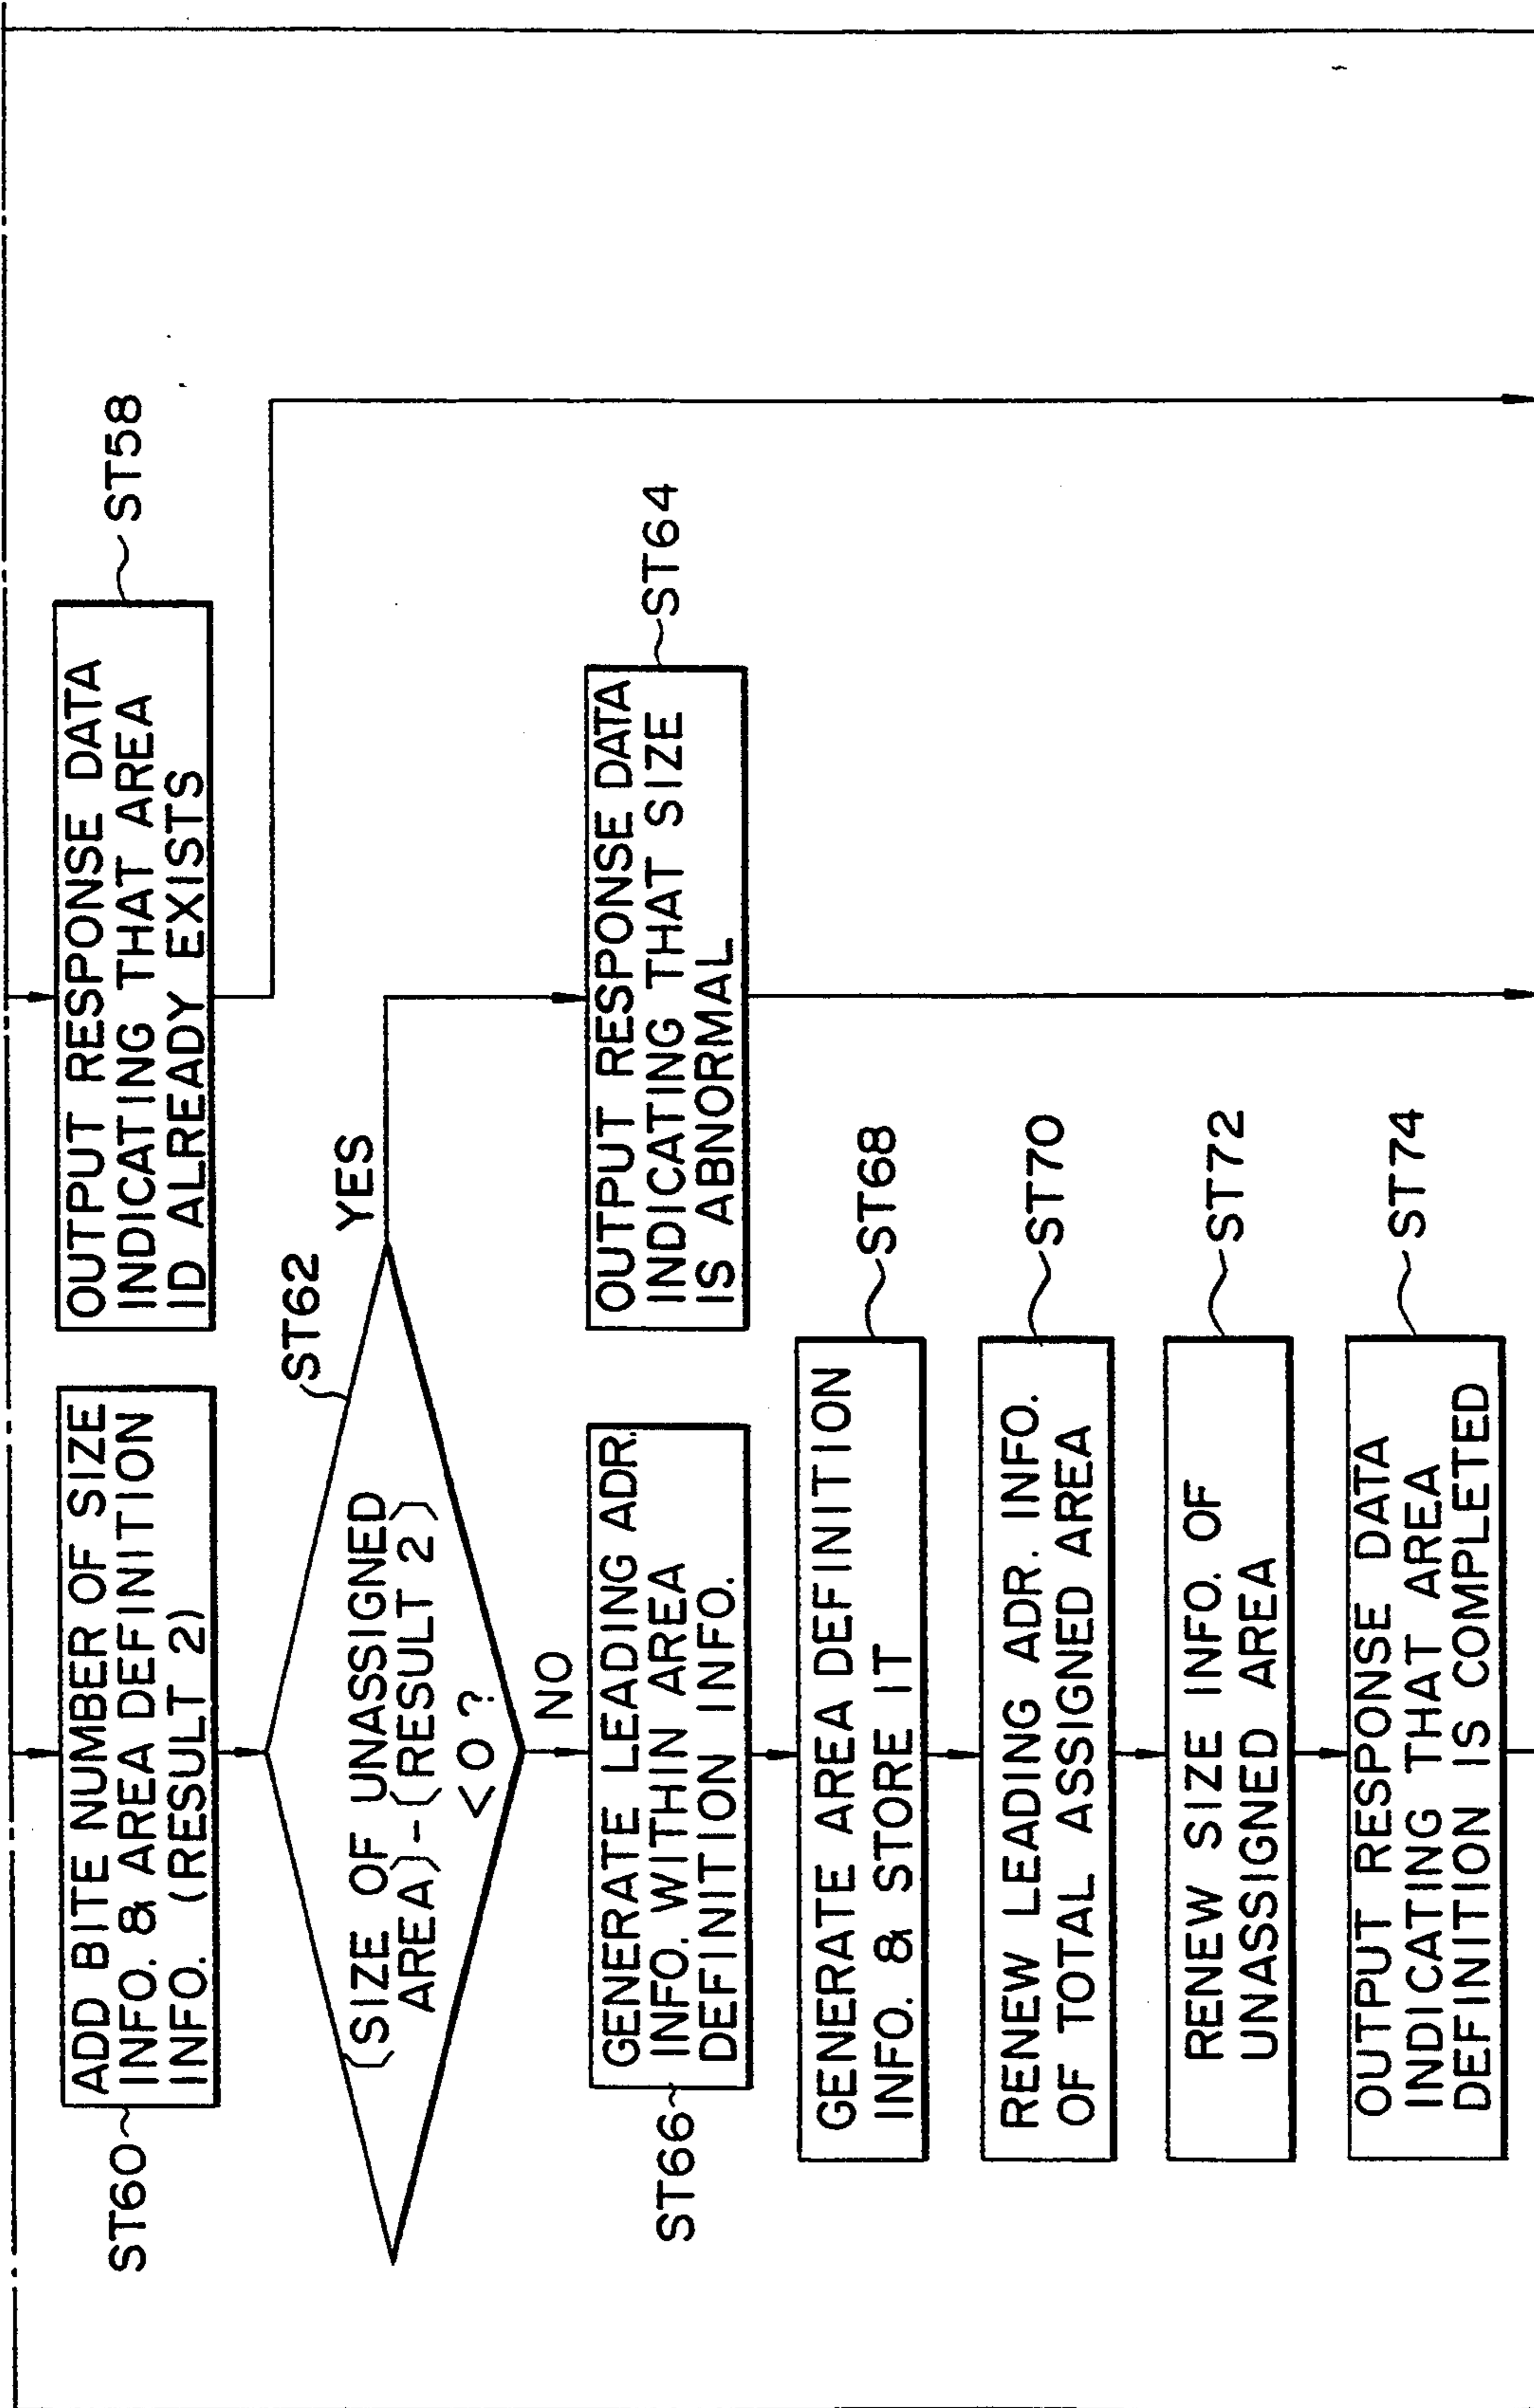 OUTPUT RESPONSE DATA
INDICATING THAT AREA
ID ALREADY EXISTS
ST58
ST60
ADD BITE NUMBER OF SIZE
INFO. & AREA DEFINITION
INFO. (RESULT 2)
ST62
(SIZE OF UNASSIGNED
AREA)-(RESULT 2)
<0?
YES
NO
OUTPUT RESPONSE DATA
INDICATING THAT SIZE
IS ABNORMAL
ST64
ST66
GENERATE LEADING ADR.
INFO. WITHIN AREA
DEFINITION INFO.
GENERATE AREA DEFINITION
INFO. & STORE IT
ST68
RENEW LEADING ADR. INFO.
OF TOTAL ASSIGNED AREA
ST70
RENEW SIZE INFO. OF
UNASSIGNED AREA
ST72
OUTPUT RESPONSE DATA
INDICATING THAT AREA
DEFINITION IS COMPLETED
ST74